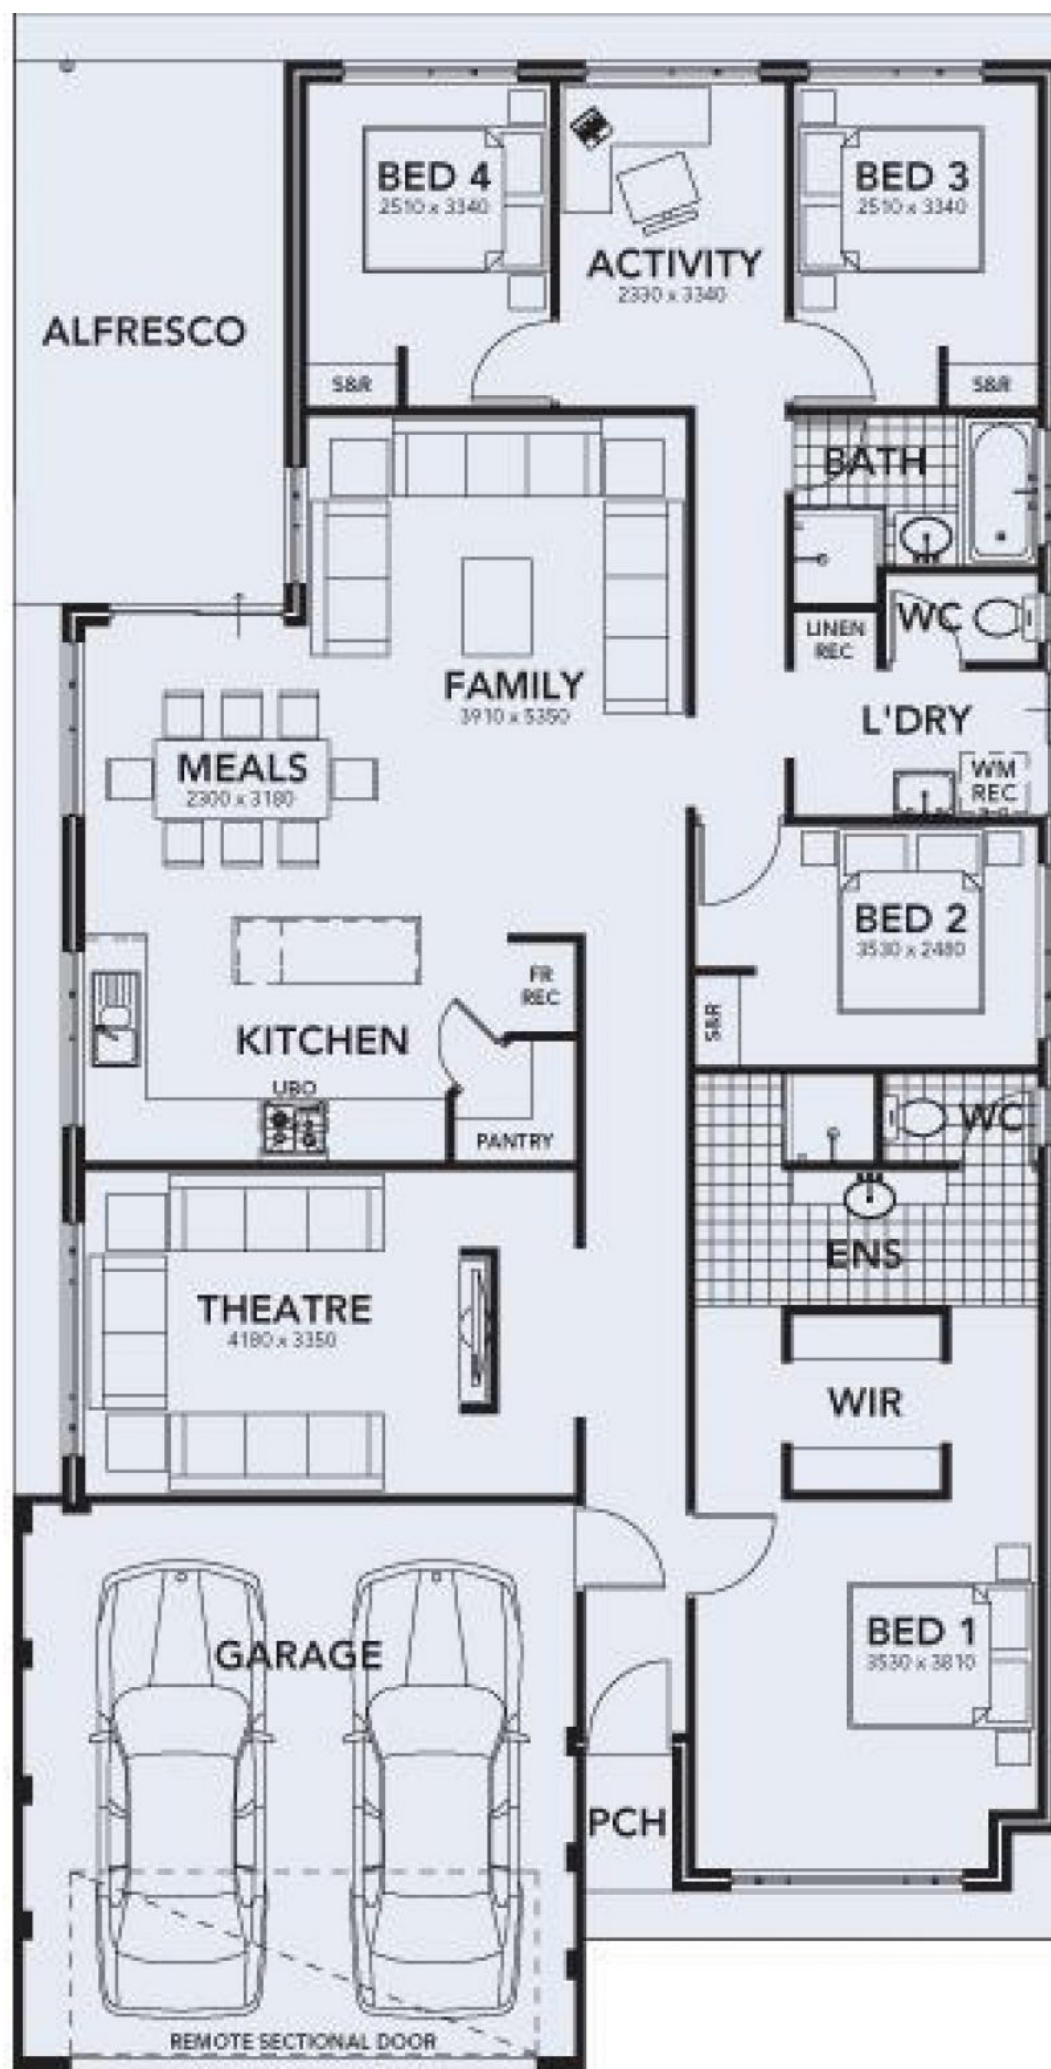 BED 4
2510 x 3340
BED 3
2510 x 3340
ACTIVITY
2330 x 3340
ALFRESCO
S&R
S&R
BATH
WC
LINEN
REC
FAMILY
3910 x 5350
L'DRY
MEALS
2300 x 3180
WM
REC
BED 2
3530 x 2480
FR
REC
S&R
KITCHEN
UBO
PANTRY
WC
ENS
THEATRE
4180 x 3350
WIR
GARAGE
BED 1
3530 x 3810
PCH
REMOTE SECTIONAL DOOR